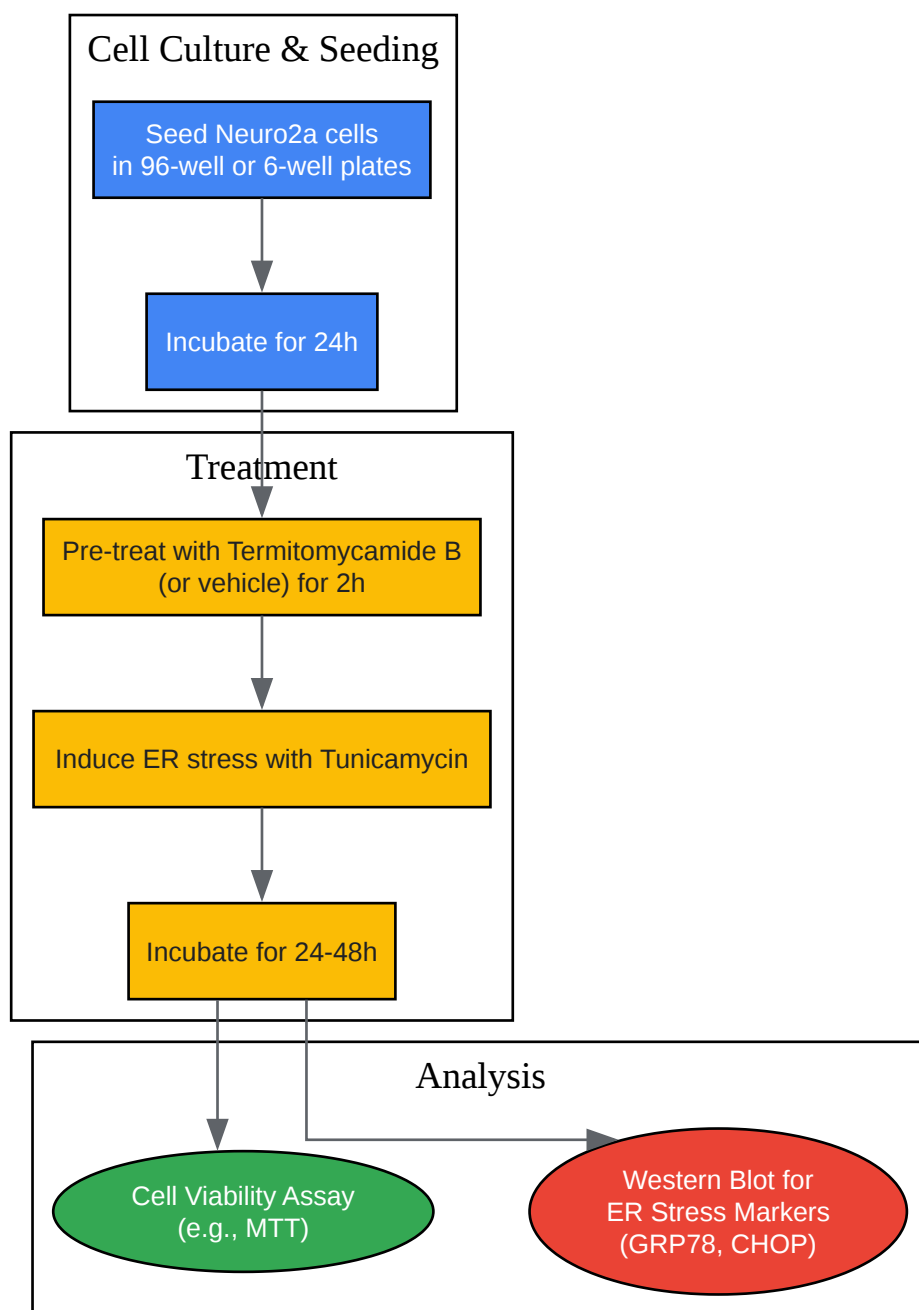 Cell Culture & Seeding
Seed Neuro2a cells
in 96-well or 6-well plates
Incubate for 24h
Treatment
Pre-treat with Termitomycamide B
(or vehicle) for 2h
Induce ER stress with Tunicamycin
Incubate for 24-48h
Analysis
Cell Viability Assay
(e.g., MTT)
Western Blot for
ER Stress Markers
(GRP78, CHOP)